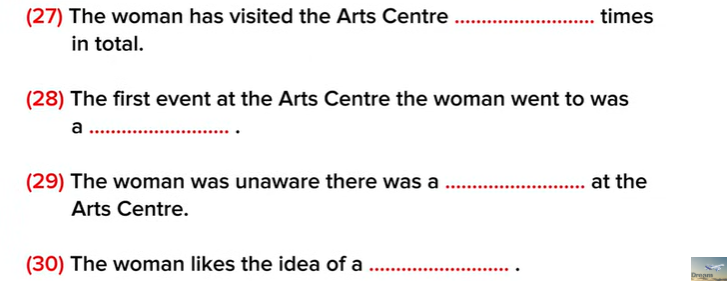 (27) The woman has visited the Arts Centre .......................... times
in total.
(28) The first event at the Arts Centre the woman went to was
a .......................... .
(29) The woman was unaware there was a .......................... at the
Arts Centre.
(30) The woman likes the idea of a .......................... .
Dream